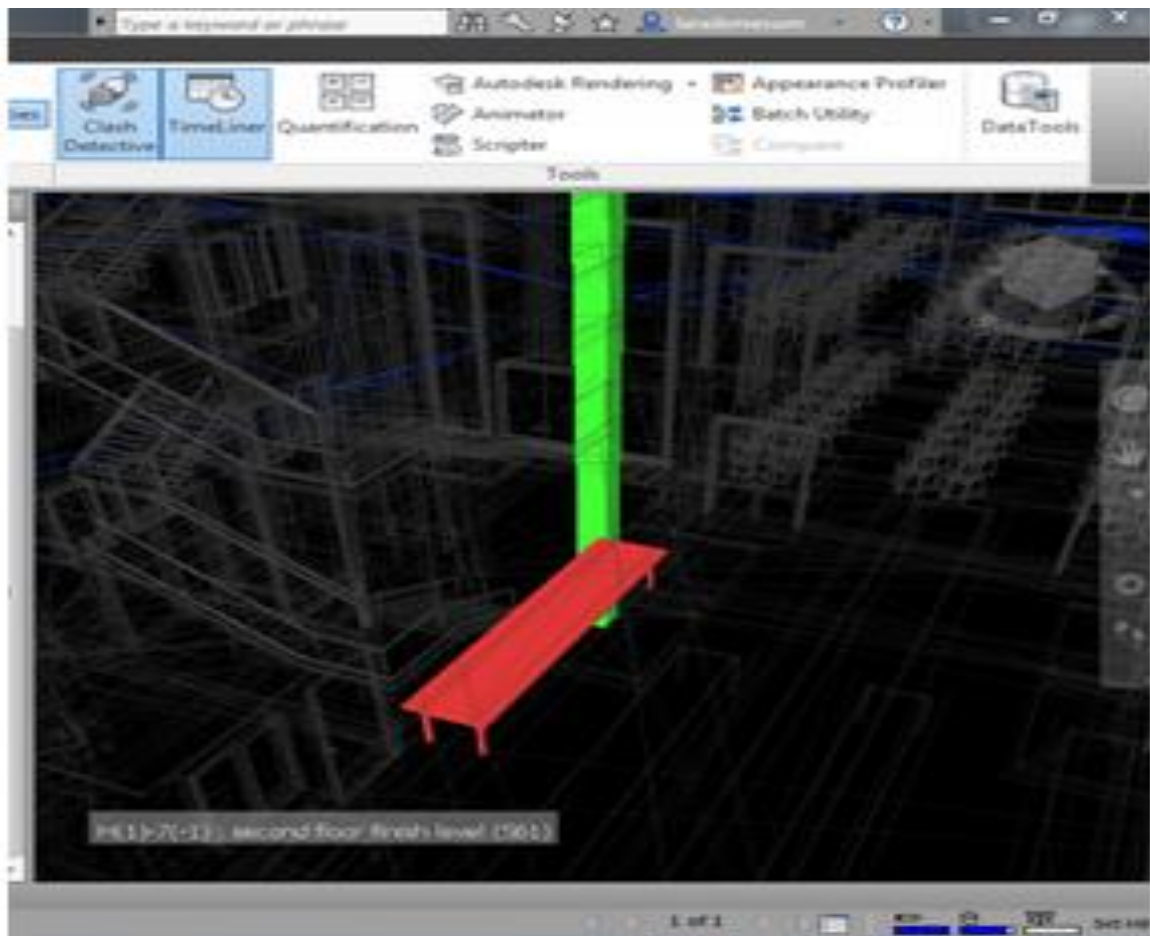 Type a keyword or phrase
Clash Detective
TimeLiner
Quantification
Autodesk Rendering
Animator
Scripter
Appearance Profiler
Batch Utility
Compare
DataTools
Tools
second floor finish level
1 of 1